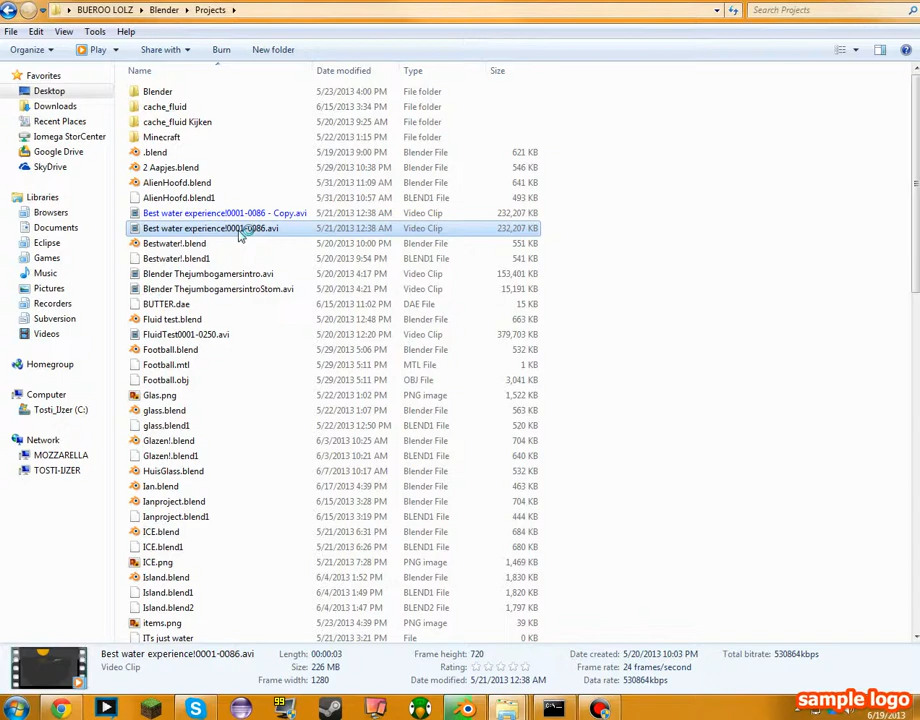 BUEROO LOLZ ▸ Blender ▸ Projects ▸ Search Projects
File Edit View Tools Help
Organize ▾ Play ▾ Share with ▾ Burn New folder
Name Date modified Type Size
Favorites
Desktop
Downloads
Recent Places
Iomega StorCenter
Google Drive
SkyDrive
Libraries
Browsers
Documents
Eclipse
Games
Music
Pictures
Recorders
Subversion
Videos
Homegroup
Computer
Tosti_IJzer (C:)
Network
MOZZARELLA
TOSTI-IJZER
Blender 5/23/2013 4:00 PM File folder
cache_fluid 6/15/2013 3:34 PM File folder
cache_fluid Kijken 5/20/2013 9:25 AM File folder
Minecraft 5/22/2013 1:15 PM File folder
.blend 5/19/2013 9:00 PM Blender File 621 KB
2 Aapjes.blend 5/29/2013 10:38 PM Blender File 546 KB
AlienHoofd.blend 5/31/2013 11:09 AM Blender File 641 KB
AlienHoofd.blend1 5/31/2013 10:57 AM BLEND1 File 493 KB
Best water experience!0001-0086 - Copy.avi 5/21/2013 12:38 AM Video Clip 232,207 KB
Best water experience!0001-0086.avi 5/21/2013 12:38 AM Video Clip 232,207 KB
Bestwater!.blend 5/20/2013 10:00 PM Blender File 551 KB
Bestwater!.blend1 5/20/2013 9:54 PM BLEND1 File 541 KB
Blender Thejumbogamersintro.avi 5/20/2013 4:17 PM Video Clip 153,401 KB
Blender ThejumbogamersintroStom.avi 5/20/2013 4:21 PM Video Clip 15,191 KB
BUTTER.dae 6/15/2013 11:02 PM DAE File 15 KB
Fluid test.blend 5/20/2013 12:48 PM Blender File 663 KB
FluidTest0001-0250.avi 5/20/2013 12:20 PM Video Clip 379,703 KB
Football.blend 5/29/2013 5:06 PM Blender File 532 KB
Football.mtl 5/29/2013 5:11 PM MTL File 1 KB
Football.obj 5/29/2013 5:11 PM OBJ File 3,041 KB
Glas.png 5/22/2013 1:02 PM PNG image 1,522 KB
glass.blend 5/22/2013 1:07 PM Blender File 563 KB
glass.blend1 5/22/2013 12:50 PM BLEND1 File 520 KB
Glazen!.blend 6/3/2013 10:25 AM Blender File 704 KB
Glazen!.blend1 6/3/2013 10:21 AM BLEND1 File 640 KB
HuisGlass.blend 6/7/2013 10:17 AM Blender File 532 KB
Ian.blend 6/17/2013 4:39 PM Blender File 463 KB
Ianproject.blend 6/15/2013 3:23 PM Blender File 704 KB
Ianproject.blend1 6/15/2013 3:19 PM BLEND1 File 444 KB
ICE.blend 5/21/2013 6:31 PM Blender File 684 KB
ICE.blend1 5/21/2013 6:26 PM BLEND1 File 680 KB
ICE.png 5/21/2013 7:28 PM PNG image 1,469 KB
Island.blend 6/4/2013 1:52 PM Blender File 1,830 KB
Island.blend1 6/4/2013 1:49 PM BLEND1 File 1,820 KB
Island.blend2 6/4/2013 1:48 PM BLEND2 File 1,797 KB
items.png 5/23/2013 4:39 PM PNG image 39 KB
ITs just water 5/21/2013 7:29 PM File 0 KB
Best water experience!0001-0086.avi Length: 00:00:03 Frame height: 720 Date created: 5/20/2013 10:03 PM Total bitrate: 530864kbps
Video Clip Size: 226 MB Rating: Frame rate: 24 frames/second
Frame width: 1280 Date modified: 5/21/2013 12:38 AM Data rate: 530864kbps
99
sample logo
6/19/2013